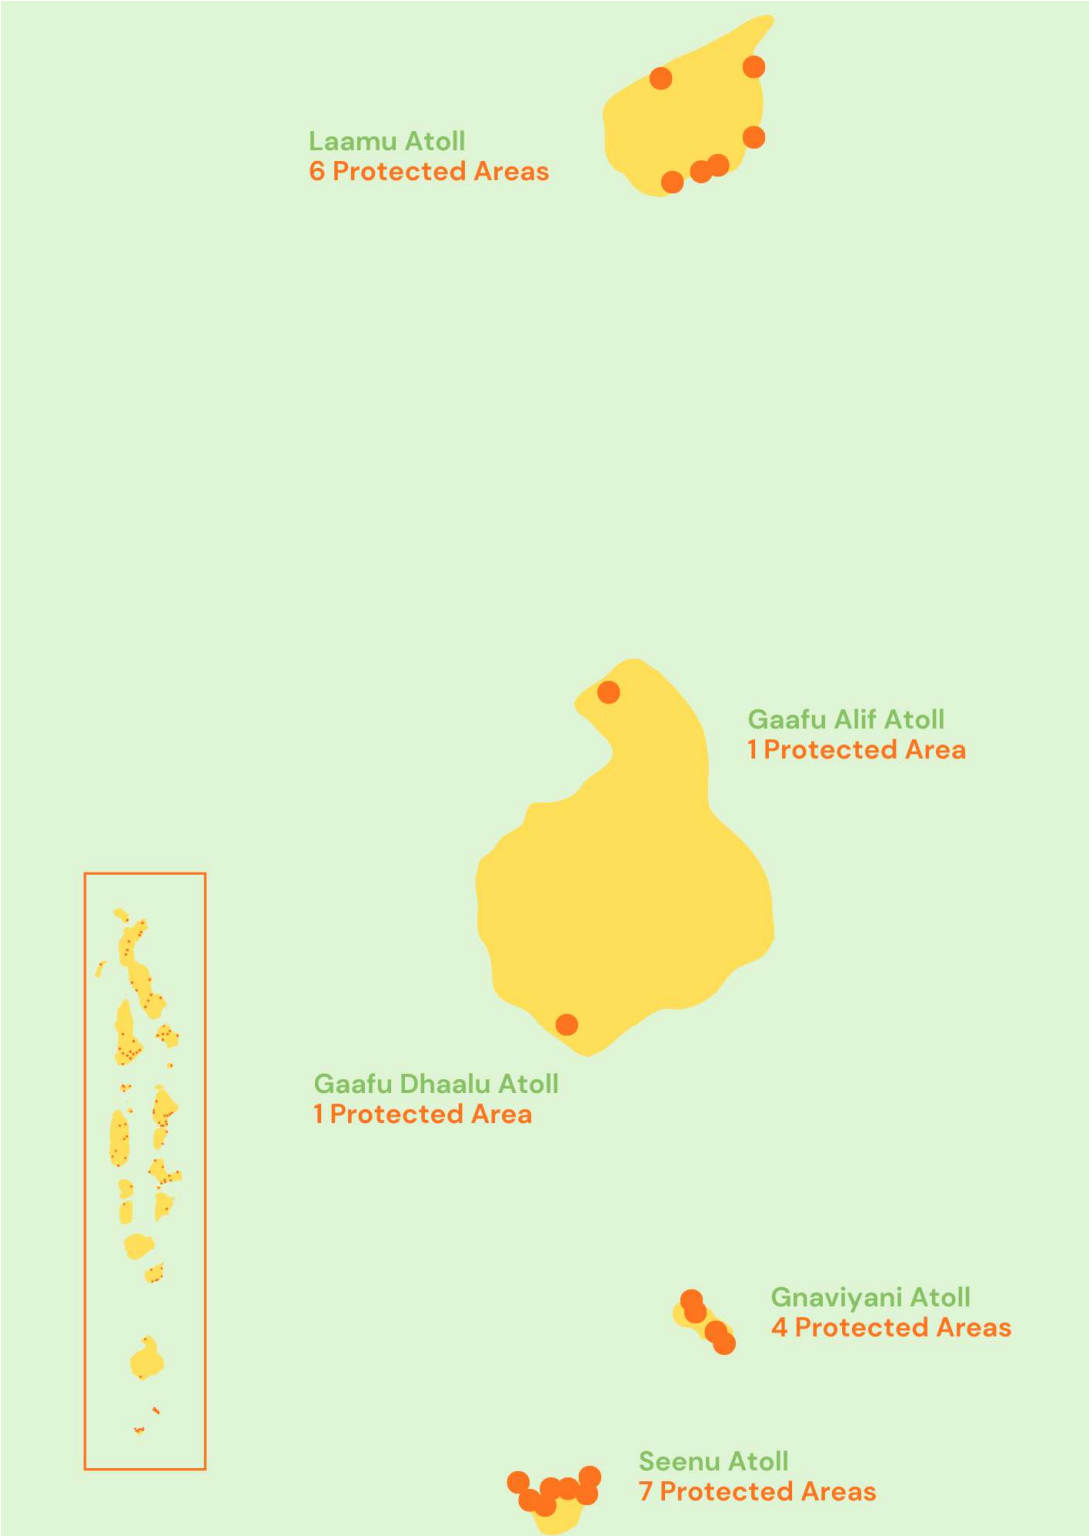 Laamu Atoll
6 Protected Areas
Gaafu Alif Atoll
1 Protected Area
Gaafu Dhaalu Atoll
1 Protected Area
Gnaviyani Atoll
4 Protected Areas
Seenu Atoll
7 Protected Areas